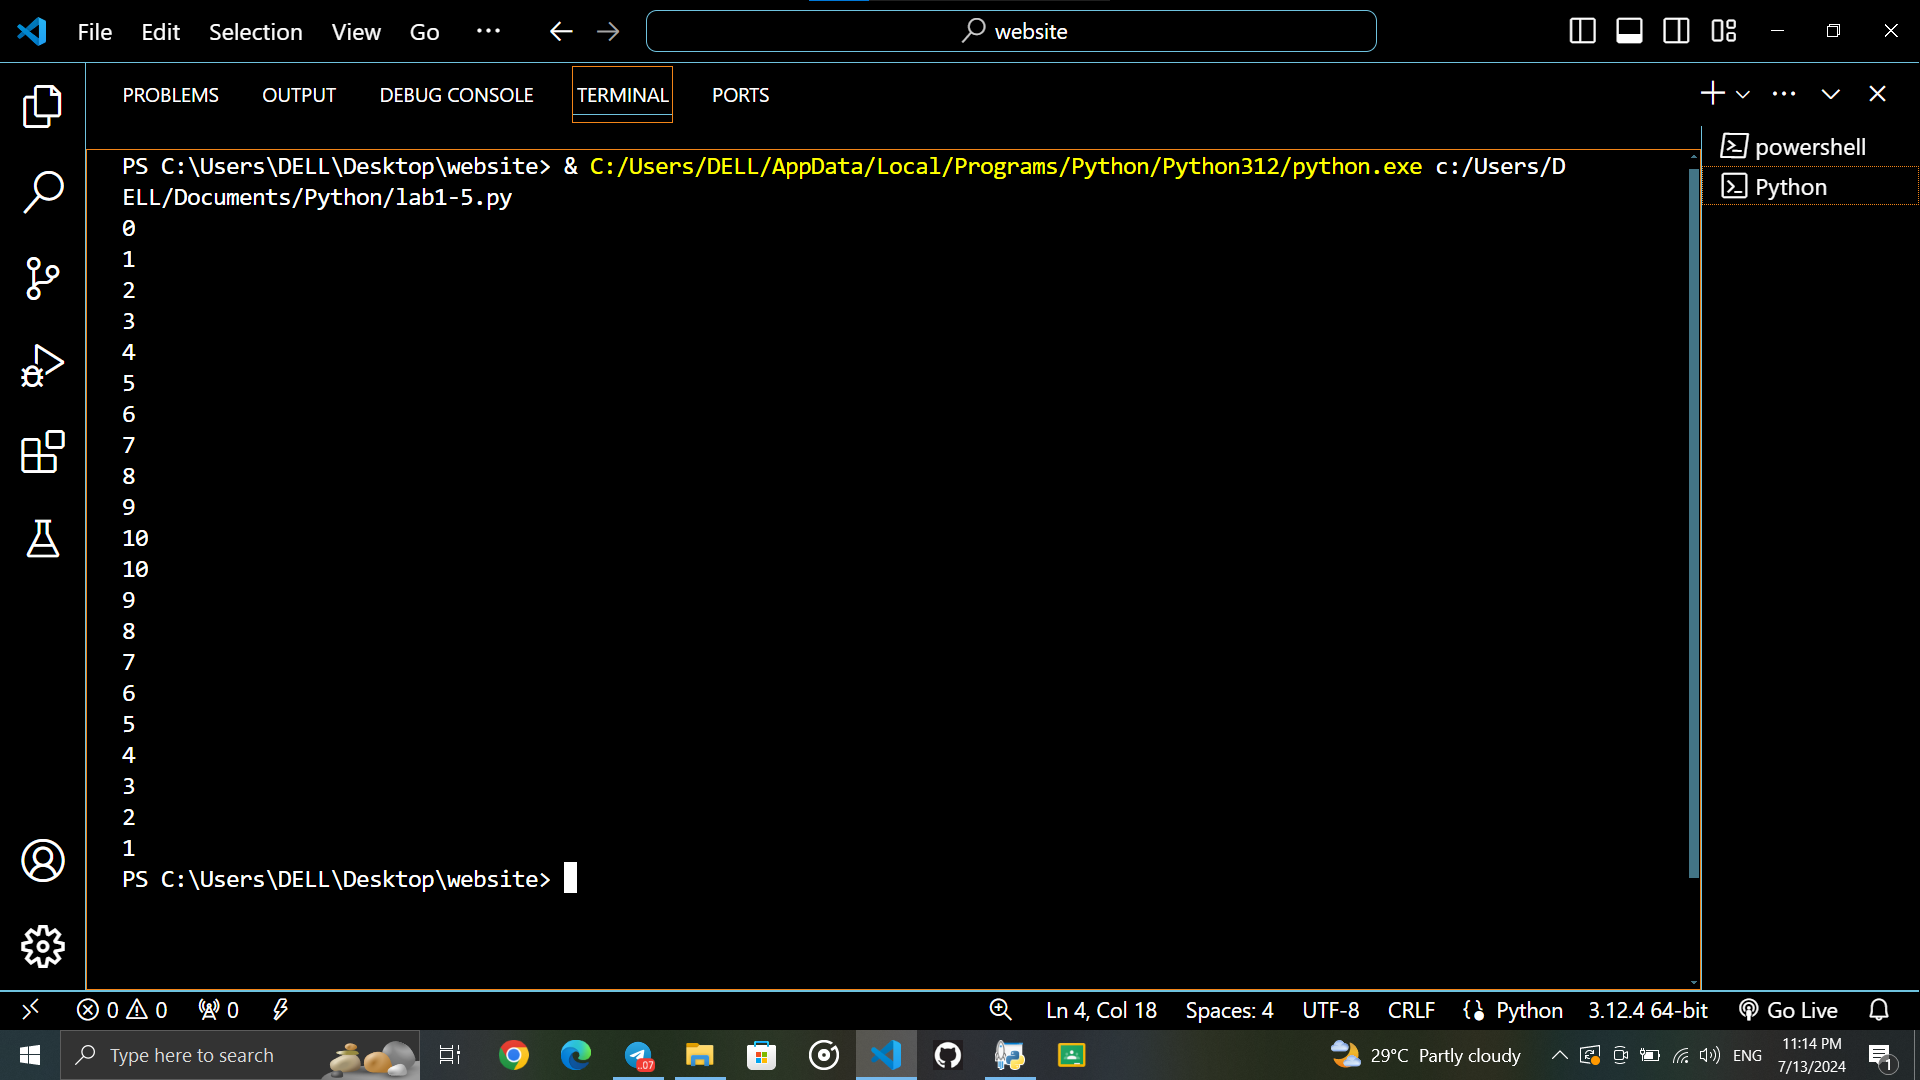 File Edit Selection View Go ··· website
PROBLEMS OUTPUT DEBUG CONSOLE TERMINAL PORTS
PS C:\Users\DELL\Desktop\website> & C:/Users/DELL/AppData/Local/Programs/Python/Python312/python.exe c:/Users/D
ELL/Documents/Python/lab1-5.py
0
1
2
3
4
5
6
7
8
9
10
10
9
8
7
6
5
4
3
2
1
PS C:\Users\DELL\Desktop\website>
powershell
Python
0 0 0 Ln 4, Col 18 Spaces: 4 UTF-8 CRLF Python 3.12.4 64-bit Go Live
Type here to search .07 29°C Partly cloudy ENG 11:14 PM
7/13/2024 1